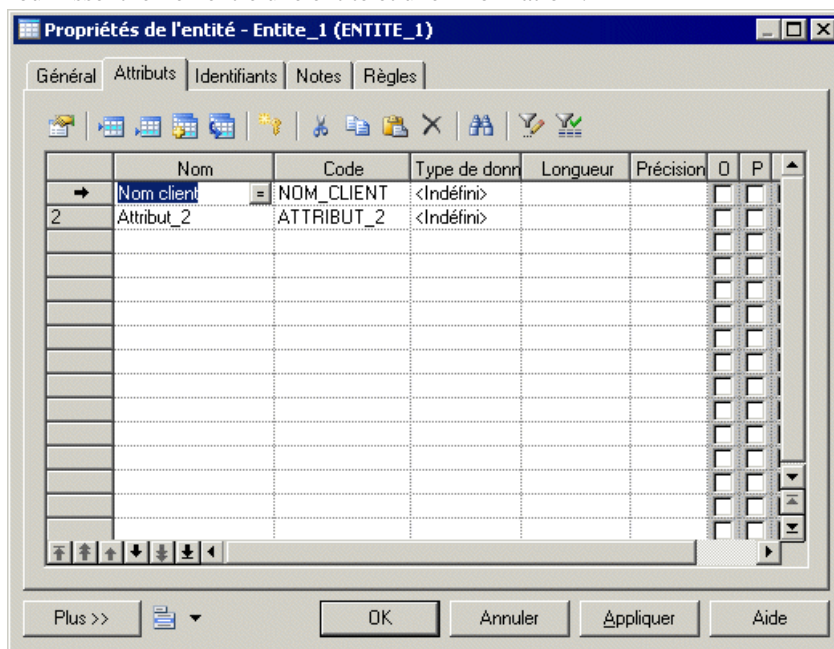 Propriétés de l'entité - Entite_1 (ENTITE_1)
Général Attributs Identifiants Notes Règles
Nom Code Type de donn Longueur Précision O P
Nom client = NOM_CLIENT <Indéfini>
2 Attribut_2 ATTRIBUT_2 <Indéfini>
Plus >> OK Annuler Appliquer Aide